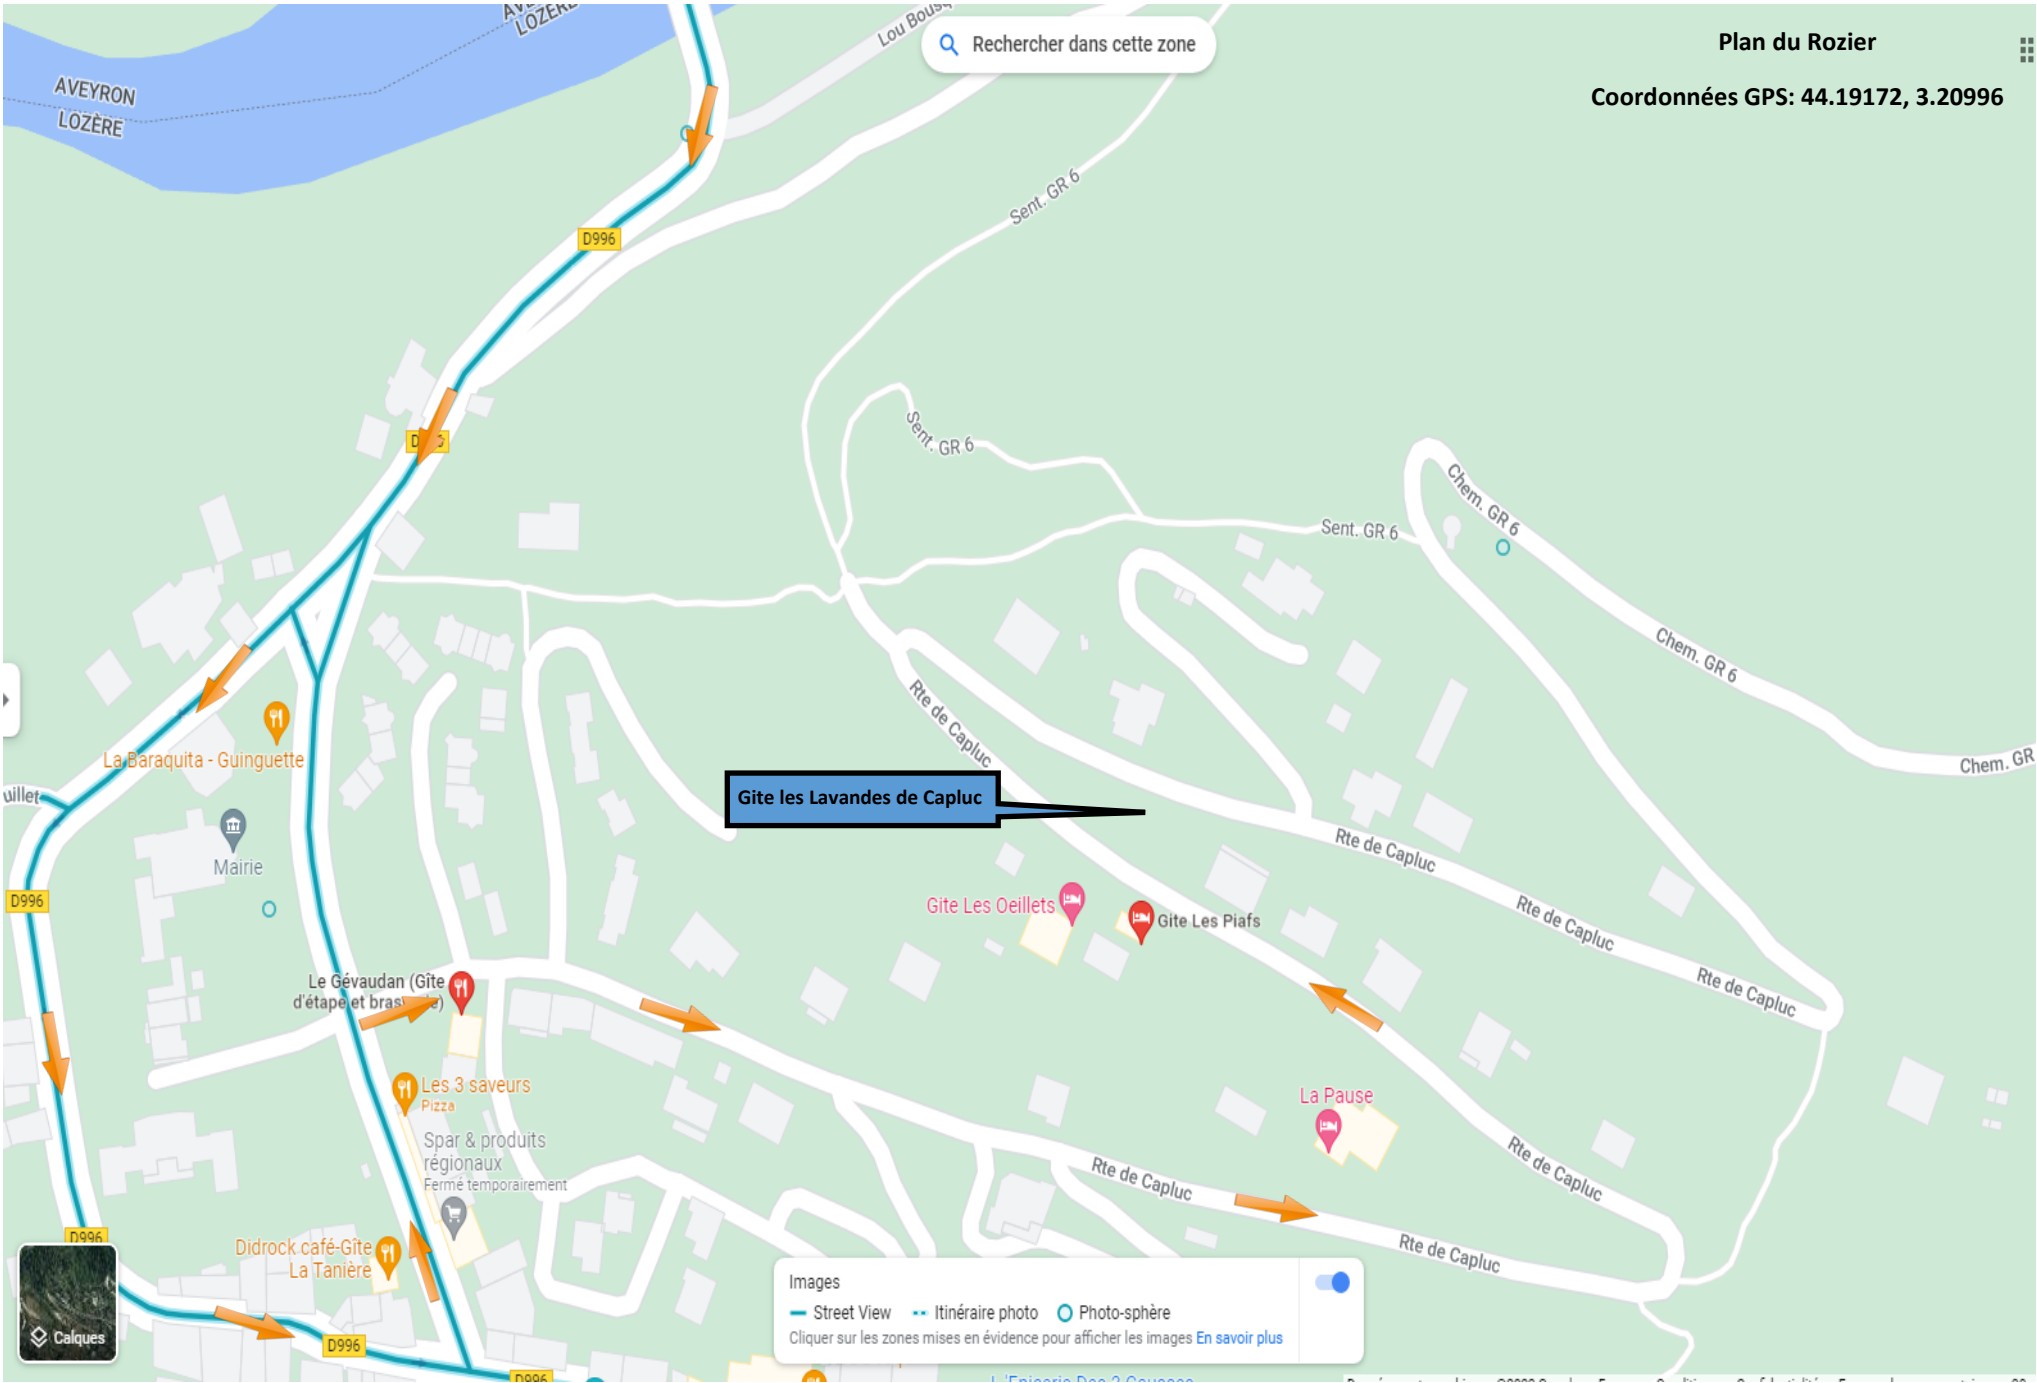 Plan du Rozier
Coordonnées GPS: 44.19172, 3.20996
Rechercher dans cette zone
Lou Bousq
LOZÈRE
AVEYRON
LOZÈRE
D996
Sent. GR 6
Sent. GR 6
Sent. GR 6
Chem. GR 6
Chem. GR 6
Chem. GR
Rte de Capluc
La Baraquita - Guinguette
uillet
Gite les Lavandes de Capluc
Mairie
D996
Rte de Capluc
Rte de Capluc
Rte de Capluc
Gite Les Oeillets
Gite Les Piafs
Le Gévaudan (Gîte
d'étape et
Les 3 saveurs
Pizza
La Pause
Spar & produits
régionaux
Fermé temporairement
Rte de Capluc
Rte de Capluc
Rte de Capluc
D996
Didrock café-Gîte
La Tanière
Calques
D996
D996
Images
Street View
Itinéraire photo
Photo-sphère
Cliquer sur les zones mises en évidence pour afficher les images En savoir plus